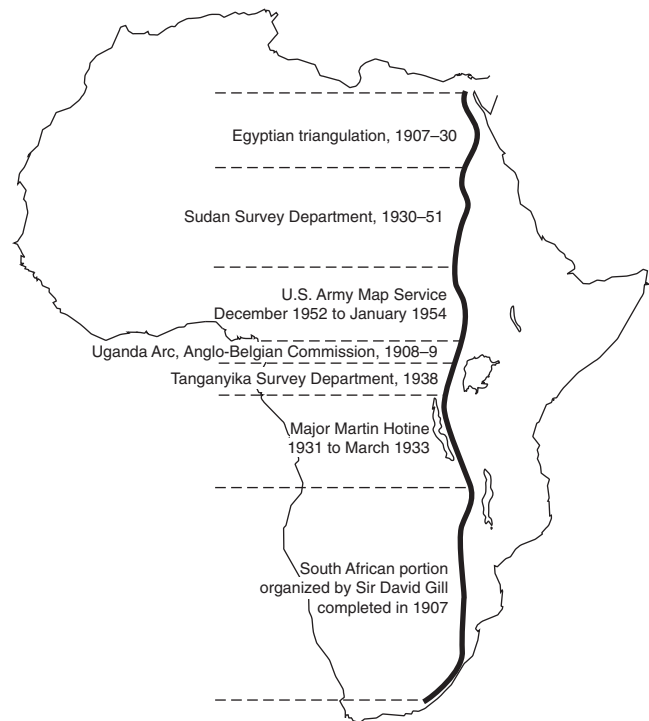 Egyptian triangulation, 1907–30
Sudan Survey Department, 1930–51
U.S. Army Map Service
December 1952 to January 1954
Uganda Arc, Anglo-Belgian Commission, 1908–9
Tanganyika Survey Department, 1938
Major Martin Hotine
1931 to March 1933
South African portion
organized by Sir David Gill
completed in 1907